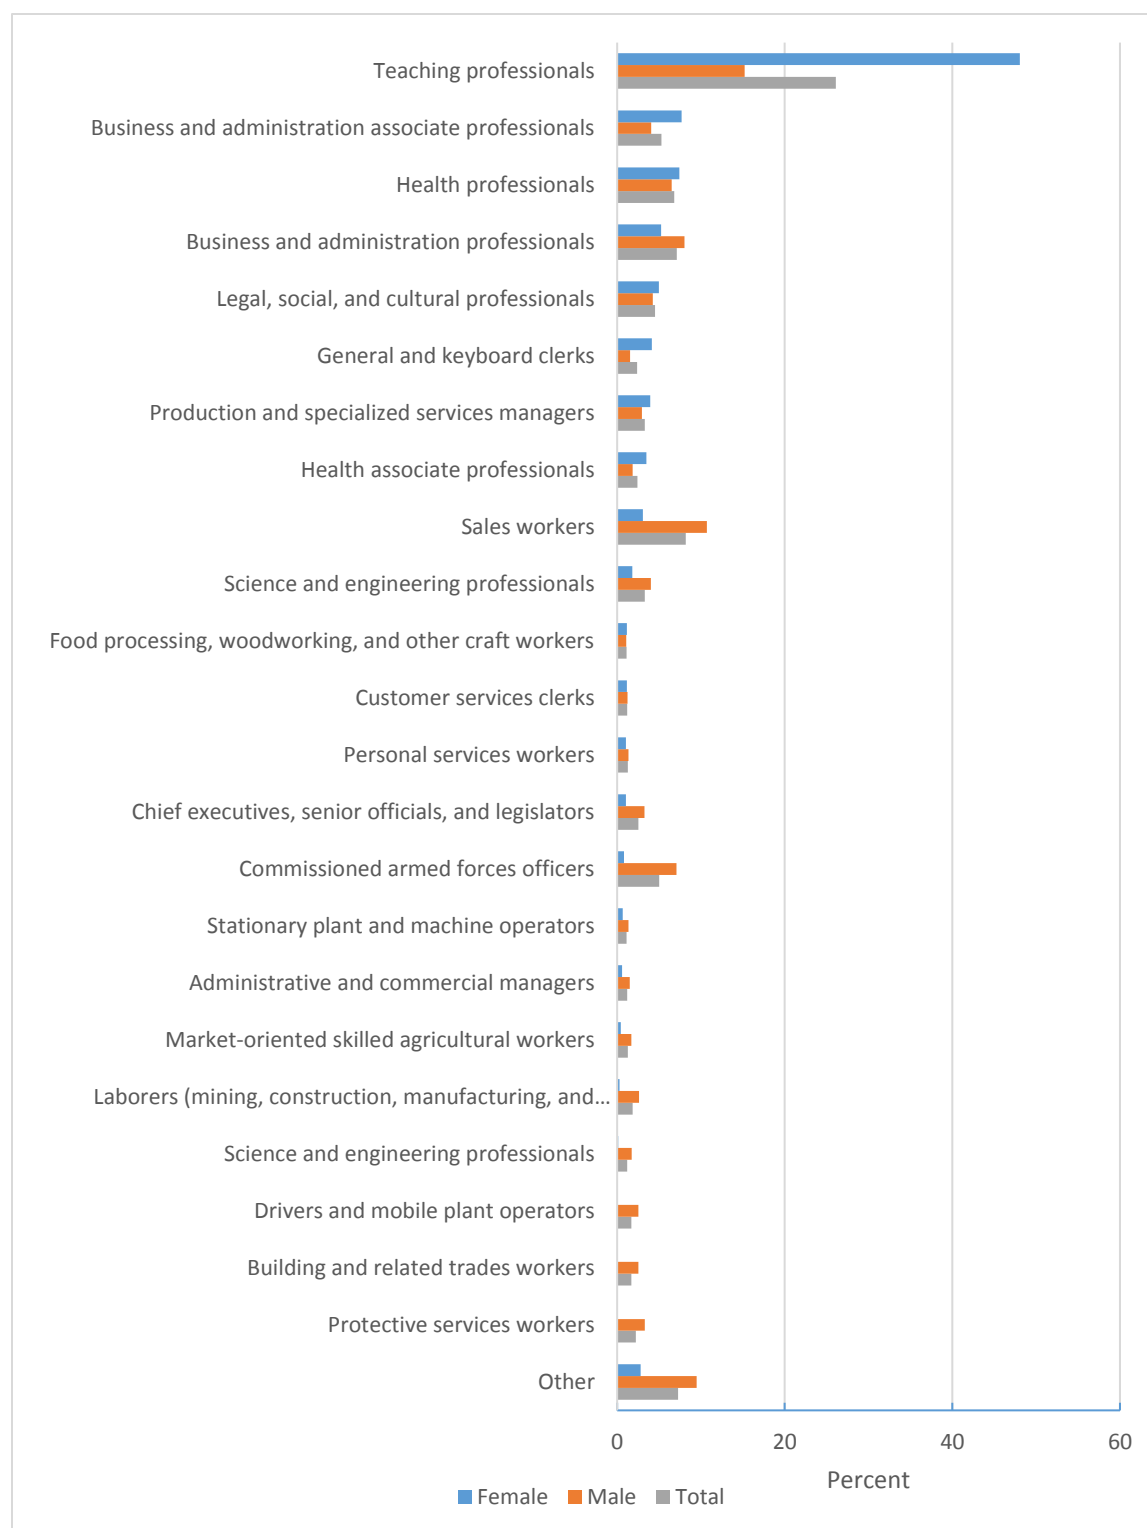 Teaching professionals
Business and administration associate professionals
Health professionals
Business and administration professionals
Legal, social, and cultural professionals
General and keyboard clerks
Production and specialized services managers
Health associate professionals
Sales workers
Science and engineering professionals
Food processing, woodworking, and other craft workers
Customer services clerks
Personal services workers
Chief executives, senior officials, and legislators
Commissioned armed forces officers
Stationary plant and machine operators
Administrative and commercial managers
Market-oriented skilled agricultural workers
Laborers (mining, construction, manufacturing, and…
Science and engineering professionals
Drivers and mobile plant operators
Building and related trades workers
Protective services workers
Other
0 20 40 60
Percent
Female Male Total